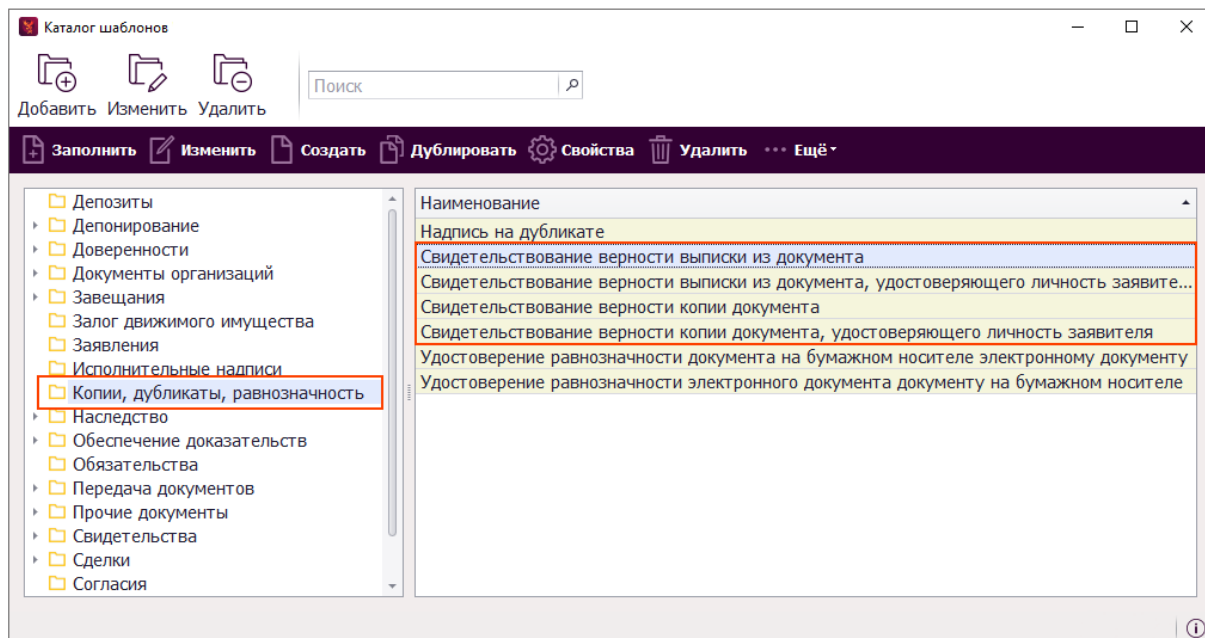 Каталог шаблонов
Добавить Изменить Удалить
Поиск
Заполнить Изменить Создать Дублировать Свойства Удалить ··· Ещё
Депозиты
Депонирование
Доверенности
Документы организаций
Завещания
Залог движимого имущества
Заявления
Исполнительные надписи
Копии, дубликаты, равнозначность
Наследство
Обеспечение доказательств
Обязательства
Передача документов
Прочие документы
Свидетельства
Сделки
Согласия
Наименование
Надпись на дубликате
Свидетельствование верности выписки из документа
Свидетельствование верности выписки из документа, удостоверяющего личность заявите...
Свидетельствование верности копии документа
Свидетельствование верности копии документа, удостоверяющего личность заявителя
Удостоверение равнозначности документа на бумажном носителе электронному документу
Удостоверение равнозначности электронного документа документу на бумажном носителе